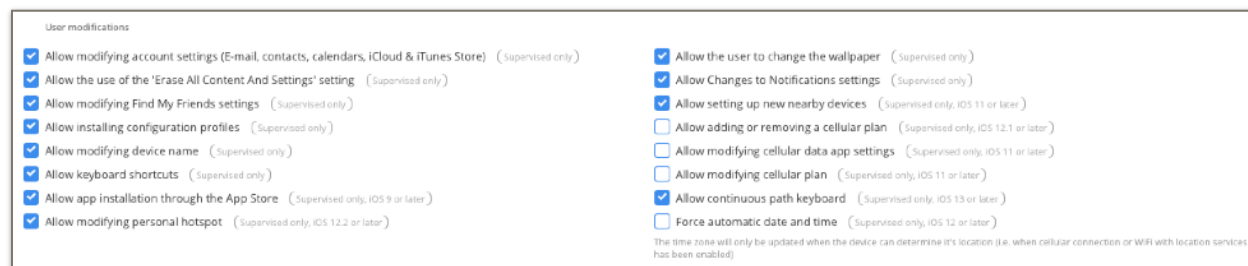 User modifications
Allow modifying account settings (E-mail, contacts, calendars, iCloud & iTunes Store) (Supervised only)
Allow the use of the 'Erase All Content And Settings' setting (Supervised only)
Allow modifying Find My Friends settings (Supervised only)
Allow installing configuration profiles (Supervised only)
Allow modifying device name (Supervised only)
Allow keyboard shortcuts (Supervised only)
Allow app installation through the App Store (Supervised only, iOS 9 or later)
Allow modifying personal hotspot (Supervised only, iOS 12.2 or later)
Allow the user to change the wallpaper (Supervised only)
Allow Changes to Notifications settings (Supervised only)
Allow setting up new nearby devices (Supervised only, iOS 11 or later)
Allow adding or removing a cellular plan (Supervised only, iOS 12.1 or later)
Allow modifying cellular data app settings (Supervised only, iOS 11 or later)
Allow modifying cellular plan (Supervised only, iOS 11 or later)
Allow continuous path keyboard (Supervised only, iOS 13 or later)
Force automatic date and time (Supervised only, iOS 12 or later)
The time zone will only be updated when the device can determine it's location (i.e. when cellular connection or WiFi with location services
has been enabled)